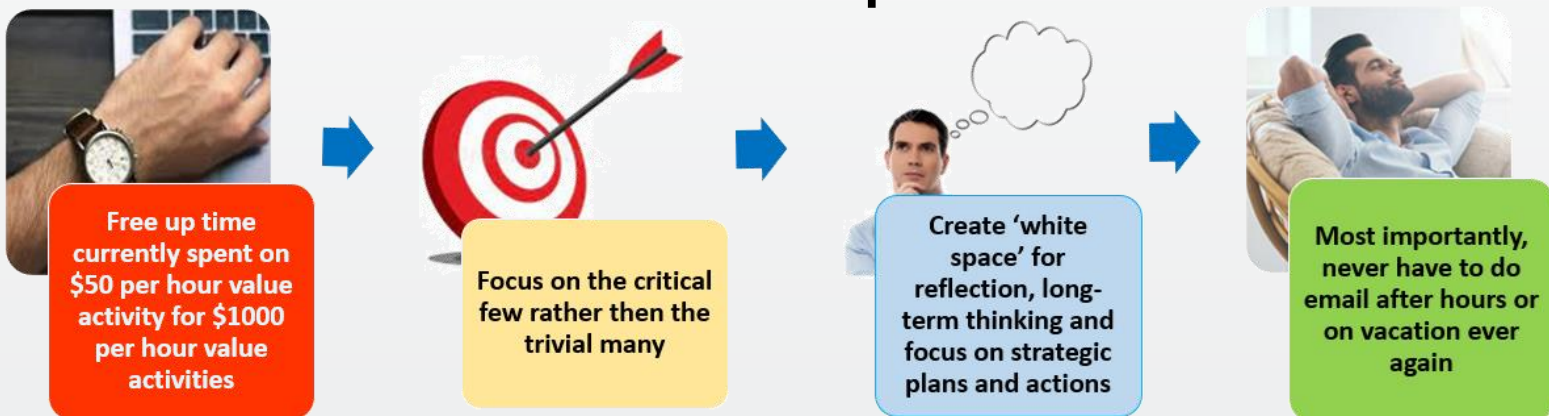 Free up time
currently spent on
$50 per hour value
activity for $1000
per hour value
activities
Focus on the critical
few rather then the
trivial many
Create ‘white
space’ for
reflection, long-
term thinking and
focus on strategic
plans and actions
Most importantly,
never have to do
email after hours or
on vacation ever
again